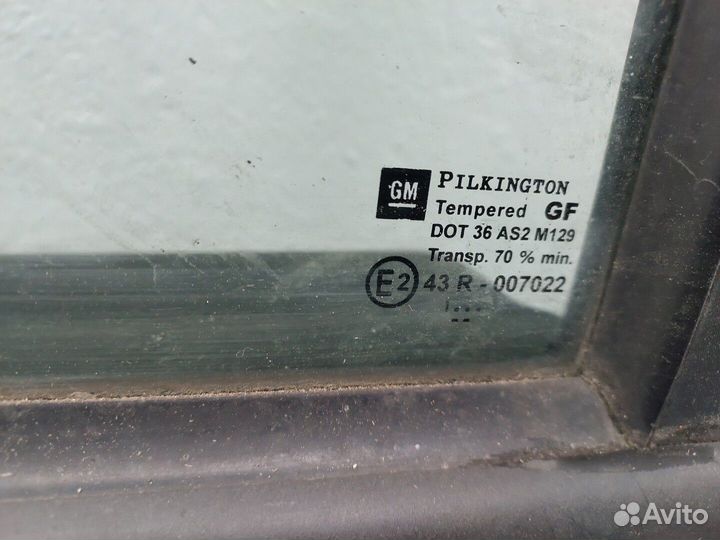 GM PILKINGTON
Tempered GF
DOT 36 AS2 M129
Transp. 70 % min.
E2 43 R - 007022
Avito